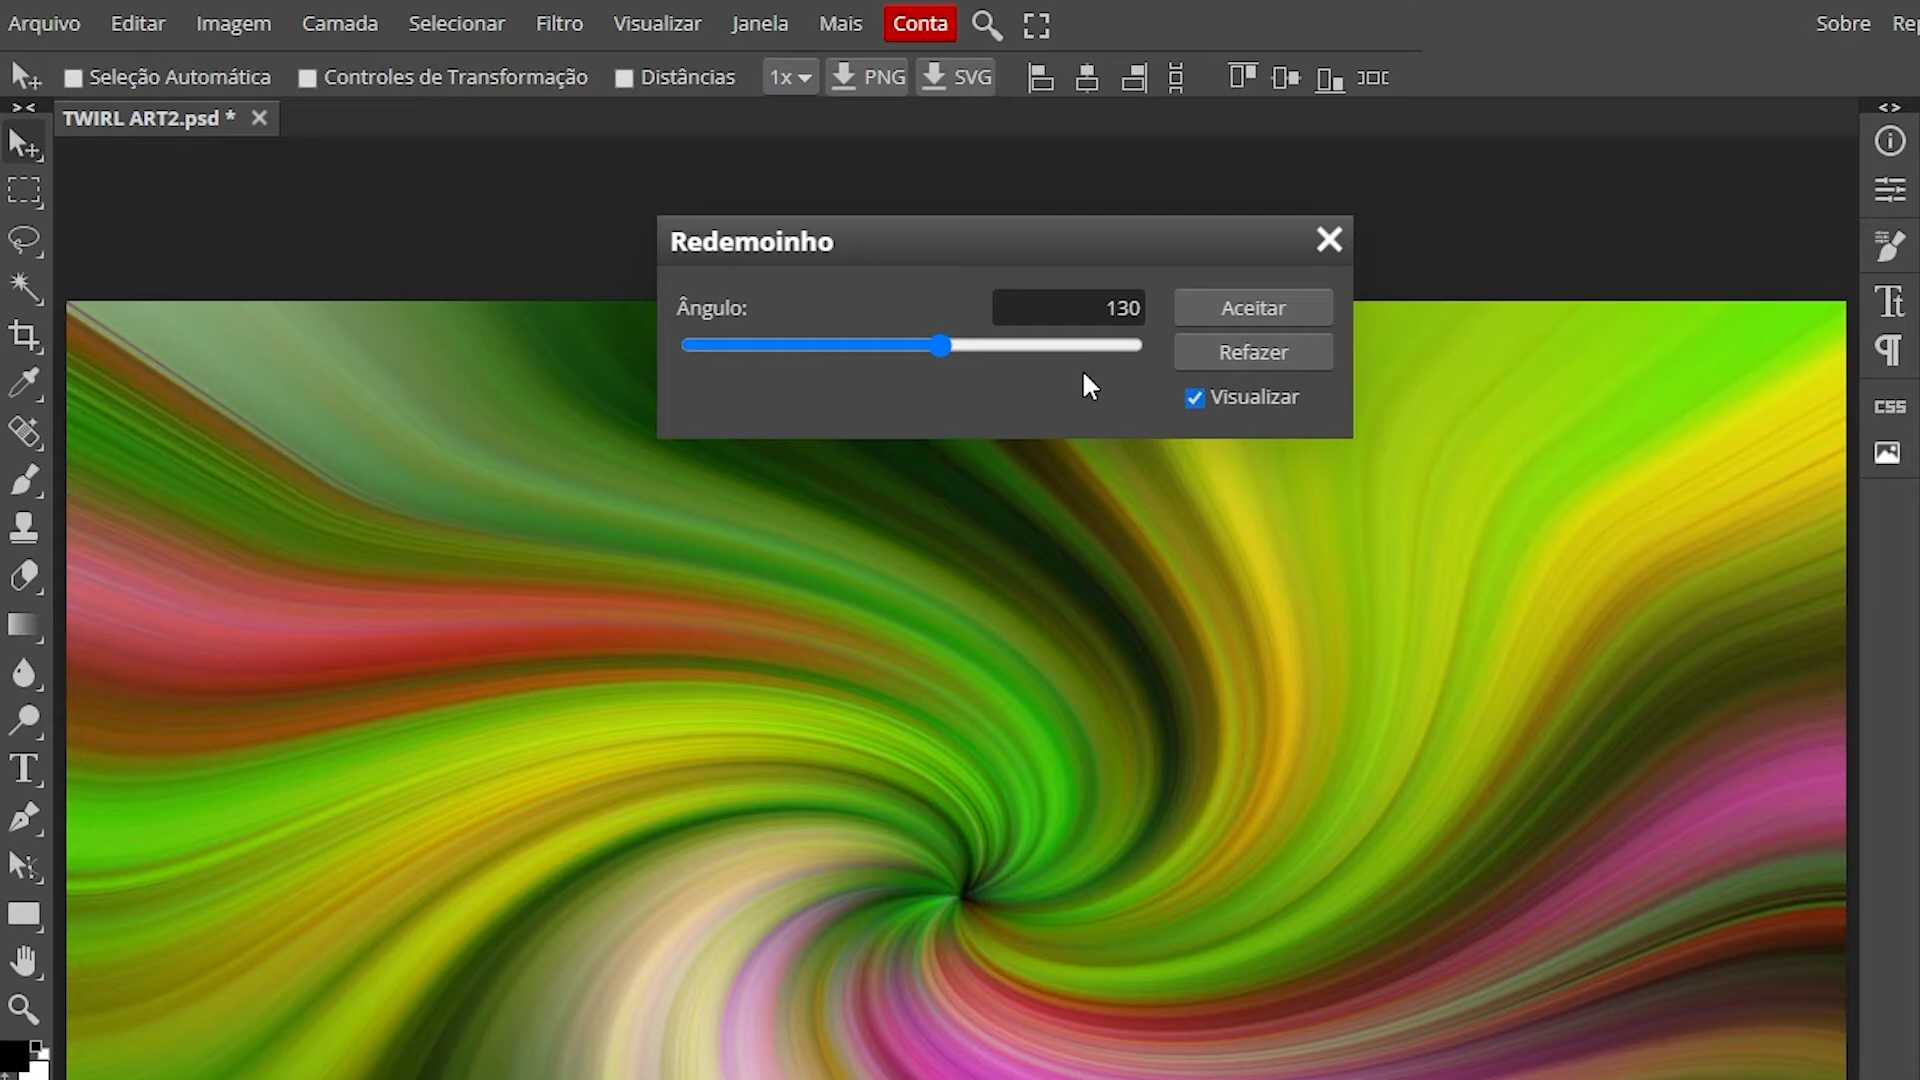 Arquivo Editar Imagem Camada Selecionar Filtro Visualizar Janela Mais Conta Sobre
Seleção Automática Controles de Transformação Distâncias 1x PNG SVG
TWIRL ART2.psd *
Redemoinho
Ângulo: 130 Aceitar
Refazer
Visualizar
CSS